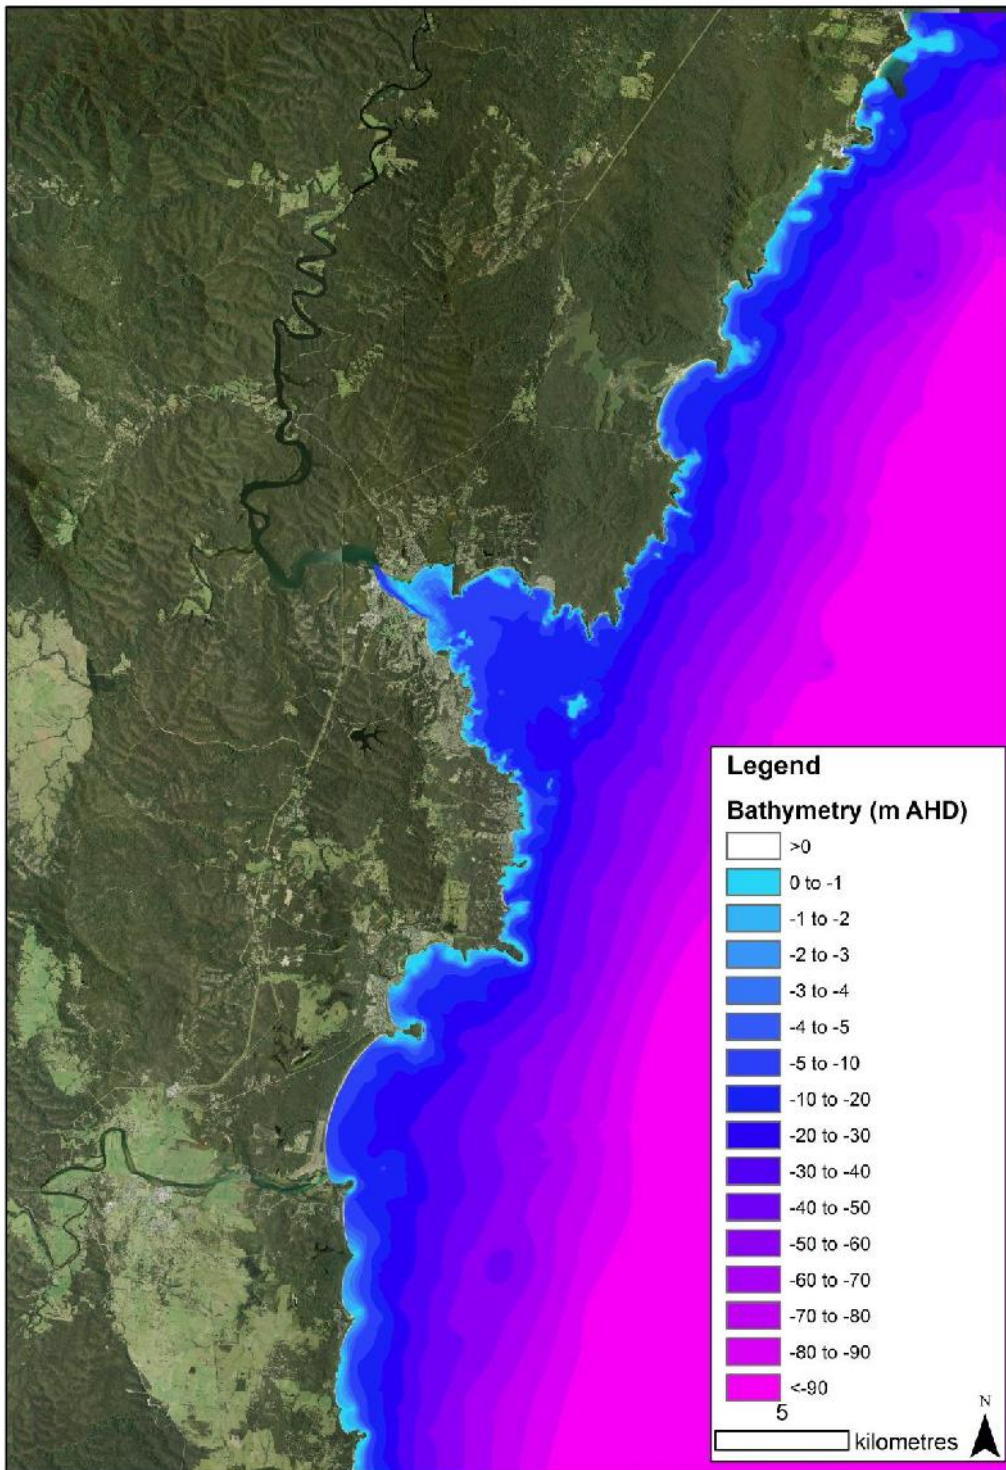 Legend
Bathymetry (m AHD)
>0
0 to -1
-1 to -2
-2 to -3
-3 to -4
-4 to -5
-5 to -10
-10 to -20
-20 to -30
-30 to -40
-40 to -50
-50 to -60
-60 to -70
-70 to -80
-80 to -90
<-90
5
kilometres
N